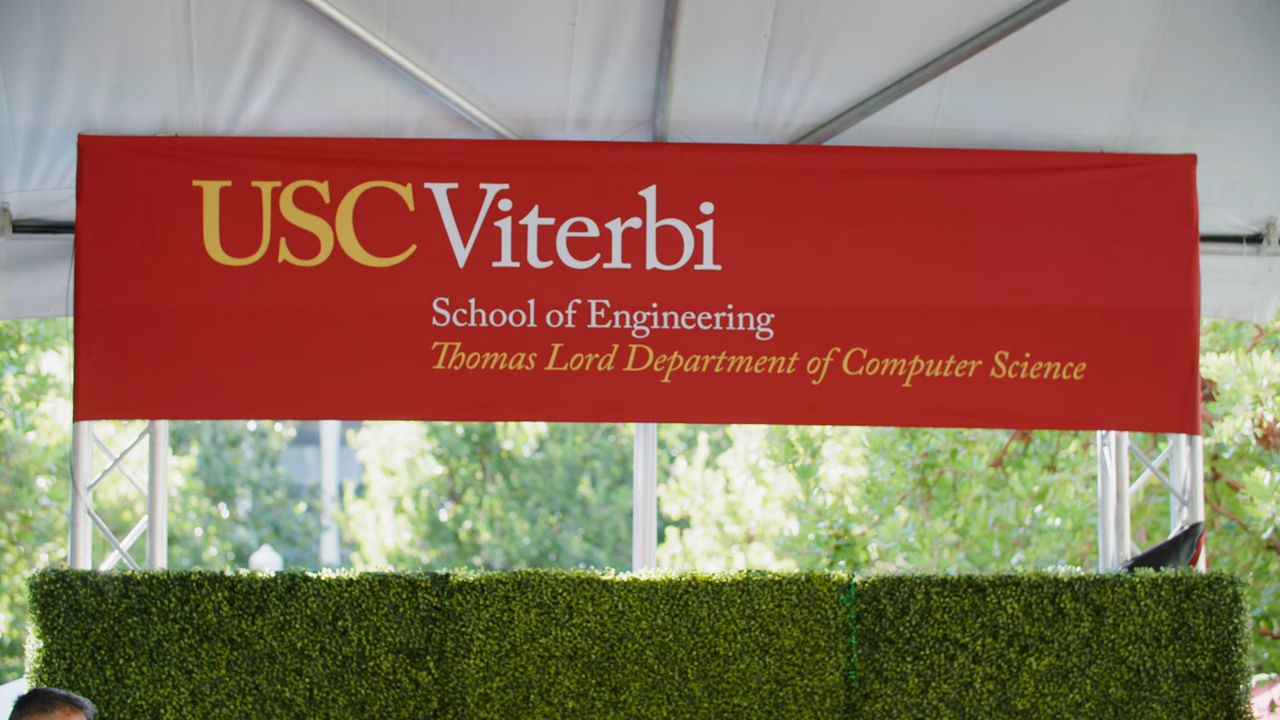 USC Viterbi
School of Engineering
Thomas Lord Department of Computer Science